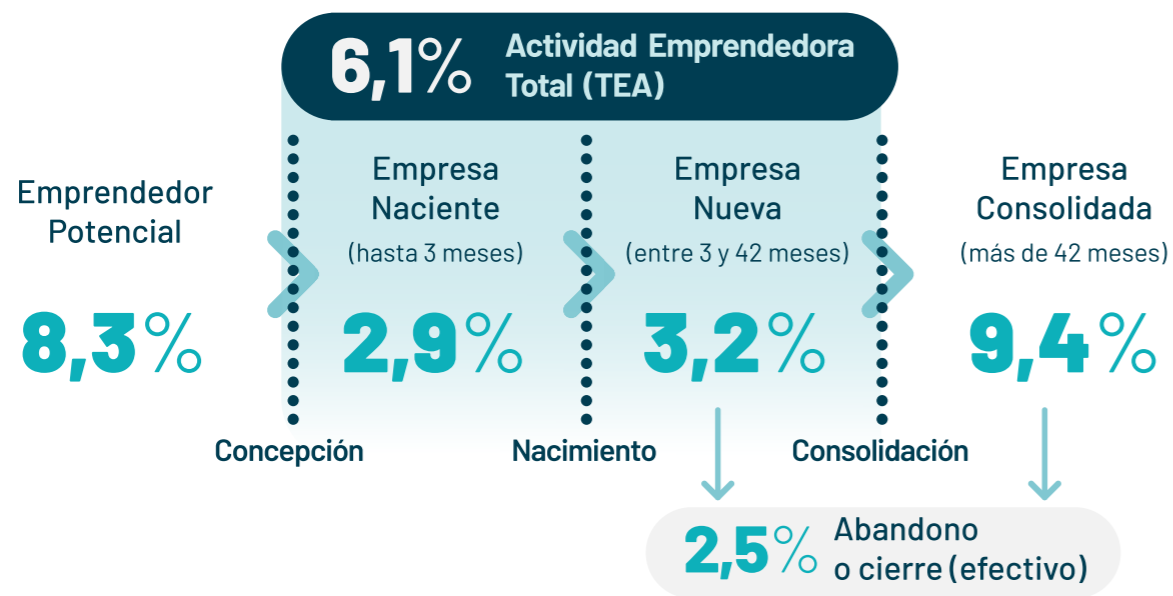 6,1%
Actividad Emprendedora
Total (TEA)
Emprendedor
Potencial
8,3%
Empresa
Naciente
(hasta 3 meses)
2,9%
Empresa
Nueva
(entre 3 y 42 meses)
3,2%
Empresa
Consolidada
(más de 42 meses)
9,4%
Concepción
Nacimiento
Consolidación
2,5%
Abandono
o cierre (efectivo)